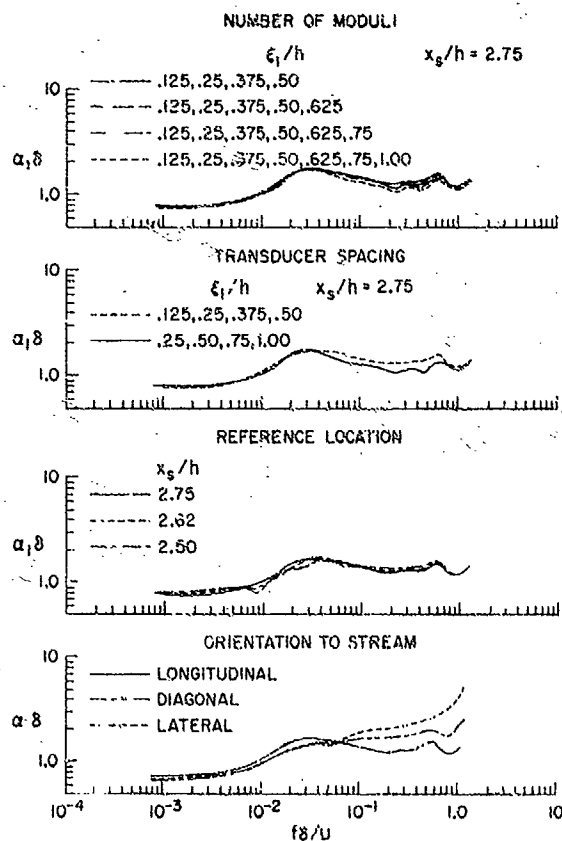 NUMBER OF MODULI
ξ₁/h xₛ/h = 2.75
10
.125,.25,.375,.50
.125,.25,.375,.50,.625
.125,.25,.375,.50,.625,.75
.125,.25,.375,.50,.625,.75,1.00
α₁δ
1.0
TRANSDUCER SPACING
10
ξ₁/h xₛ/h = 2.75
.125,.25,.375,.50
.25,.50,.75,1.00
α₁δ
1.0
REFERENCE LOCATION
10
xₛ/h
2.75
2.62
2.50
α₁δ
1.0
ORIENTATION TO STREAM
10
LONGITUDINAL
DIAGONAL
LATERAL
α δ
1.0
10⁻⁴ 10⁻³ 10⁻² 10⁻¹ 1.0 10
fδ/U